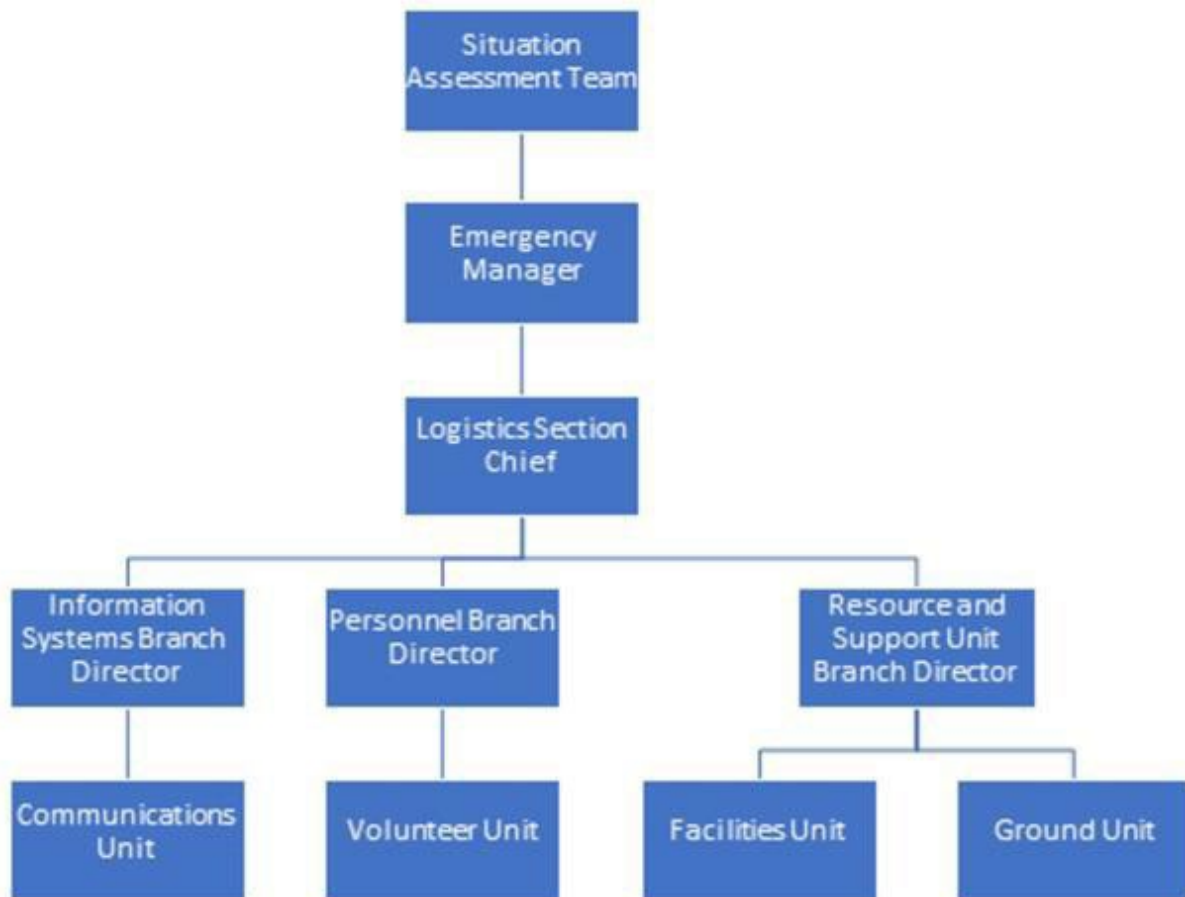 Situation
Assessment Team
Emergency
Manager
Logistics Section
Chief
Information
Systems Branch
Director
Personnel Branch
Director
Resource and
Support Unit
Branch Director
Communications
Unit
Volunteer Unit
Facilities Unit
Ground Unit